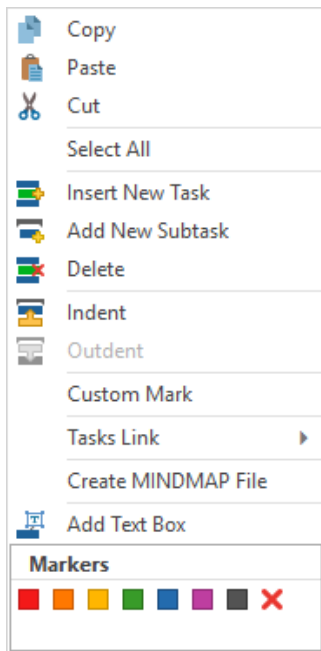 Copy
Paste
Cut
Select All
Insert New Task
Add New Subtask
Delete
Indent
Outdent
Custom Mark
Tasks Link
Create MINDMAP File
Add Text Box
Markers